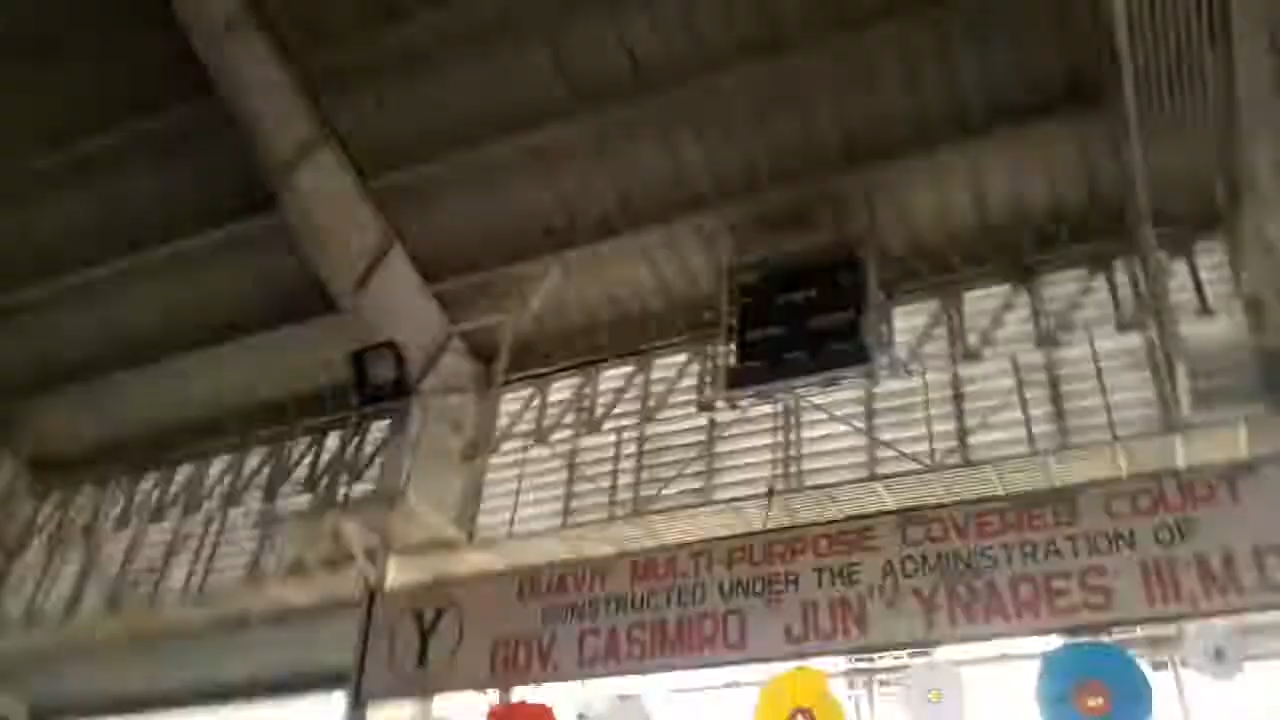 MULTI-PURPOSE COVERED COURT
CONSTRUCTED UNDER THE ADMINISTRATION OF
Y
GOV. CASIMIRO "JUN" YNARES III, M.D